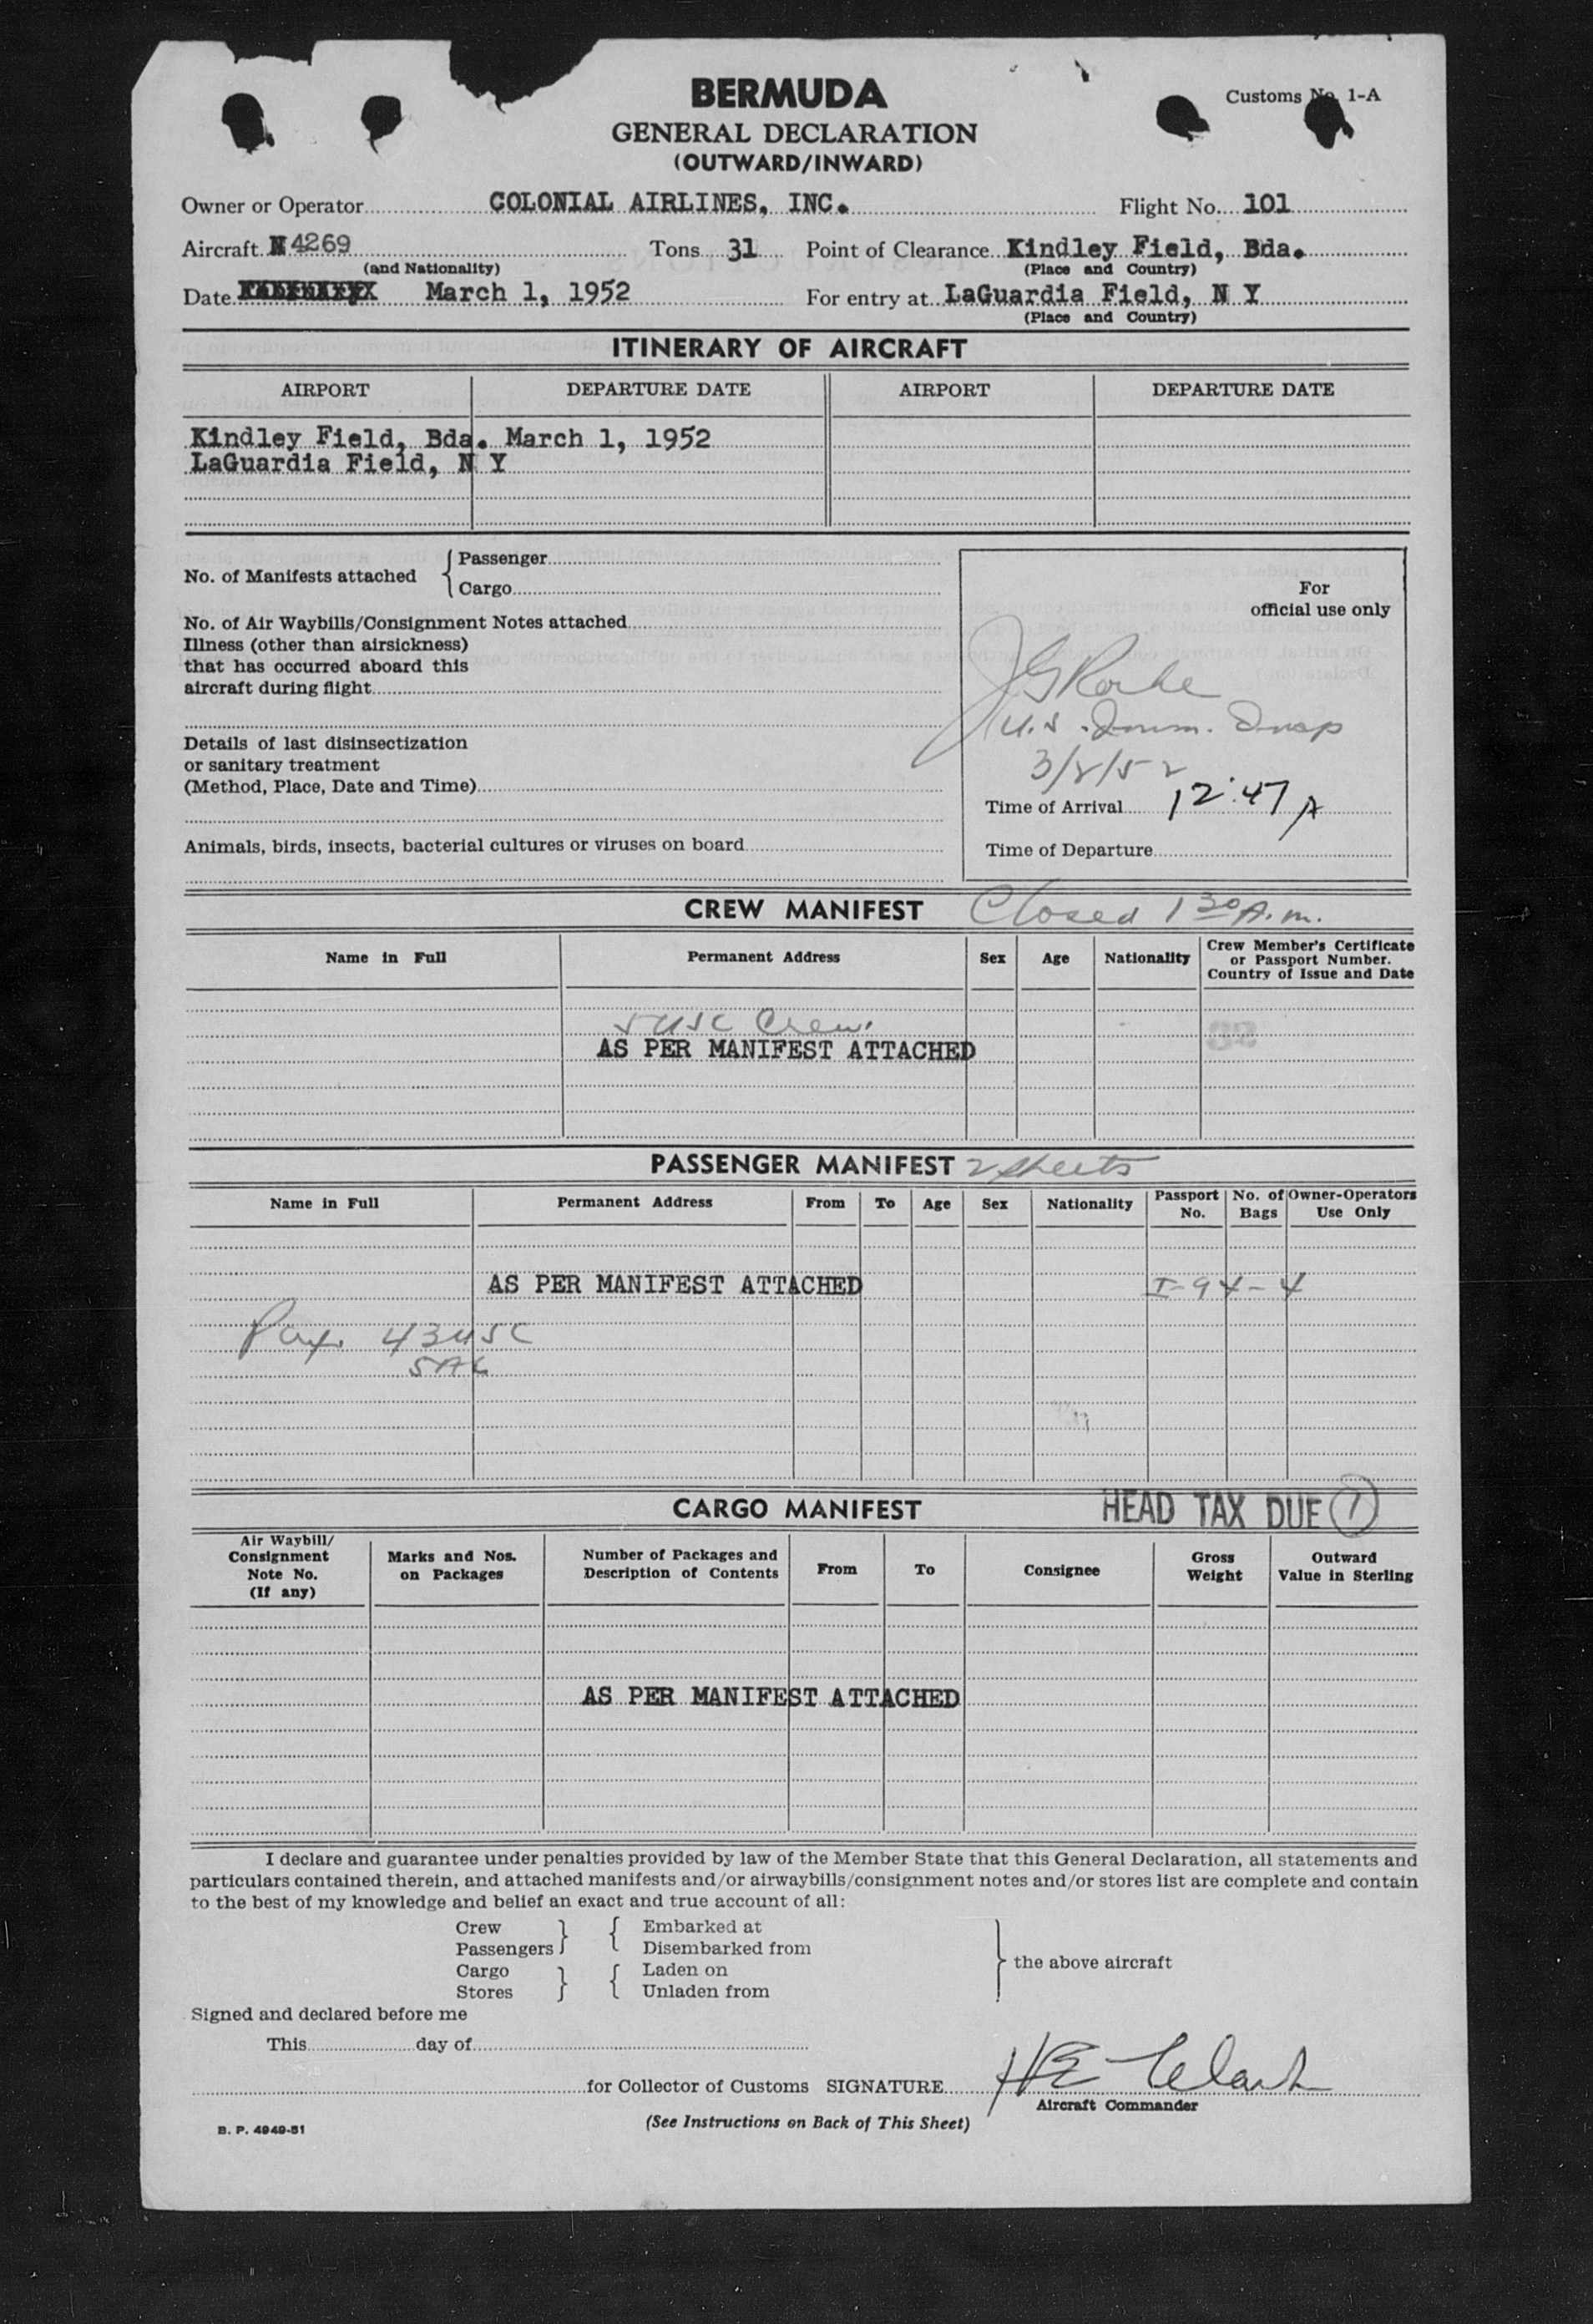 BERMUDA
Customs No. 1-A
GENERAL DECLARATION
(OUTWARD/INWARD)
Owner or Operator COLONIAL AIRLINES, INC. Flight No. 101
Aircraft N 4269 Tons 31 Point of Clearance Kindley Field, Bda.
(and Nationality) (Place and Country)
Date March 1, 1952 For entry at LaGuardia Field, N Y
(Place and Country)
ITINERARY OF AIRCRAFT
AIRPORT DEPARTURE DATE AIRPORT DEPARTURE DATE
Kindley Field, Bda. March 1, 1952
LaGuardia Field, N Y
No. of Manifests attached { Passenger
Cargo
For
official use only
No. of Air Waybills/Consignment Notes attached
Illness (other than airsickness)
that has occurred aboard this
aircraft during flight
U.S. Imm. Insp
Details of last disinsectization
or sanitary treatment
(Method, Place, Date and Time)
3/2/52
Time of Arrival 12:47 A
Animals, birds, insects, bacterial cultures or viruses on board
Time of Departure
CREW MANIFEST Closed 1 30 A.m.
Name in Full Permanent Address Sex Age Nationality Crew Member's Certificate or Passport Number. Country of Issue and Date
5 USC Crew.
AS PER MANIFEST ATTACHED
PASSENGER MANIFEST 2 sheets
Name in Full Permanent Address From To Age Sex Nationality Passport No. No. of Bags Owner-Operators Use Only
AS PER MANIFEST ATTACHED I-94-4
Pax. 43 USC
5 A
CARGO MANIFEST HEAD TAX DUE 1
Air Waybill/ Consignment Note No. (If any) Marks and Nos. on Packages Number of Packages and Description of Contents From To Consignee Gross Weight Outward Value in Sterling
AS PER MANIFEST ATTACHED
I declare and guarantee under penalties provided by law of the Member State that this General Declaration, all statements and
particulars contained therein, and attached manifests and/or airwaybills/consignment notes and/or stores list are complete and contain
to the best of my knowledge and belief an exact and true account of all:
Crew } { Embarked at
Passengers Disembarked from
Cargo } { Laden on } the above aircraft
Stores Unladen from
Signed and declared before me
This day of
for Collector of Customs SIGNATURE H E Clark
Aircraft Commander
B. P. 4949-51
(See Instructions on Back of This Sheet)